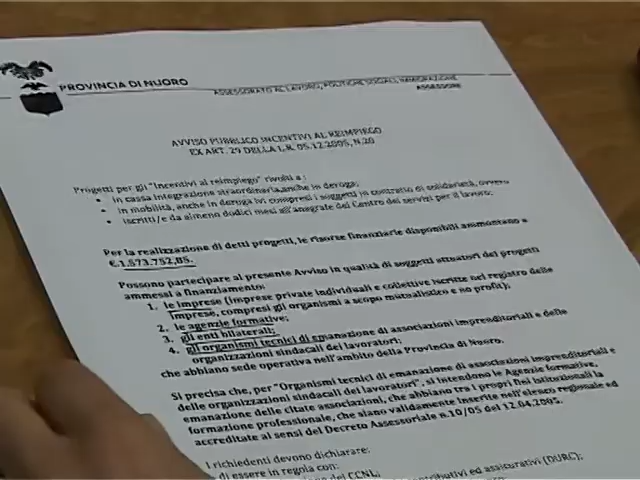 PROVINCIA DI NUORO
ASSESSORATO AL LAVORO, POLITICHE SOCIALI, IMMIGRAZIONE
ASSESSORE
AVVISO PUBBLICO INCENTIVI AL REIMPIEGO
EX ART. 29 DELLA L.R. 05.12.2005, N.20
Progetti per gli "Incentivi al reimpiego" rivolti a :
• in cassa integrazione straordinaria,anche in deroga;
• in mobilità, anche in deroga ivi compresi i soggetti in contratto di solidarietà, ovvero
• iscritti/e da almeno dodici mesi all'anagrafe del Centro dei servizi per il lavoro;
Per la realizzazione di detti progetti, le risorse finanziarie disponibili ammontano a
€.1.573.752,05.
Possono partecipare al presente Avviso in qualità di soggetti attuatori dei progetti
ammessi a finanziamento:
1. le imprese (imprese private individuali e collettive iscritte nel registro delle
imprese, compresi gli organismi a scopo mutualistico e no profit);
2. le agenzie formative;
3. gli enti bilaterali;
4. gli organismi tecnici di emanazione di associazioni imprenditoriali e delle
organizzazioni sindacali dei lavoratori;
che abbiano sede operativa nell'ambito della Provincia di Nuoro.
Si precisa che, per "Organismi tecnici di emanazione di associazioni imprenditoriali e
delle organizzazioni sindacali dei lavoratori", si intendono le Agenzie formative,
emanazione delle citate associazioni, che abbiano tra i propri fini istituzionali la
formazione professionale, che siano validamente inserite nell'elenco regionale ed
accreditate ai sensi del Decreto Assessoriale n.10/05 del 12.04.2005.
I richiedenti devono dichiarare:
di essere in regola con:
del CCNL;
contributivi ed assicurativi (DURC);